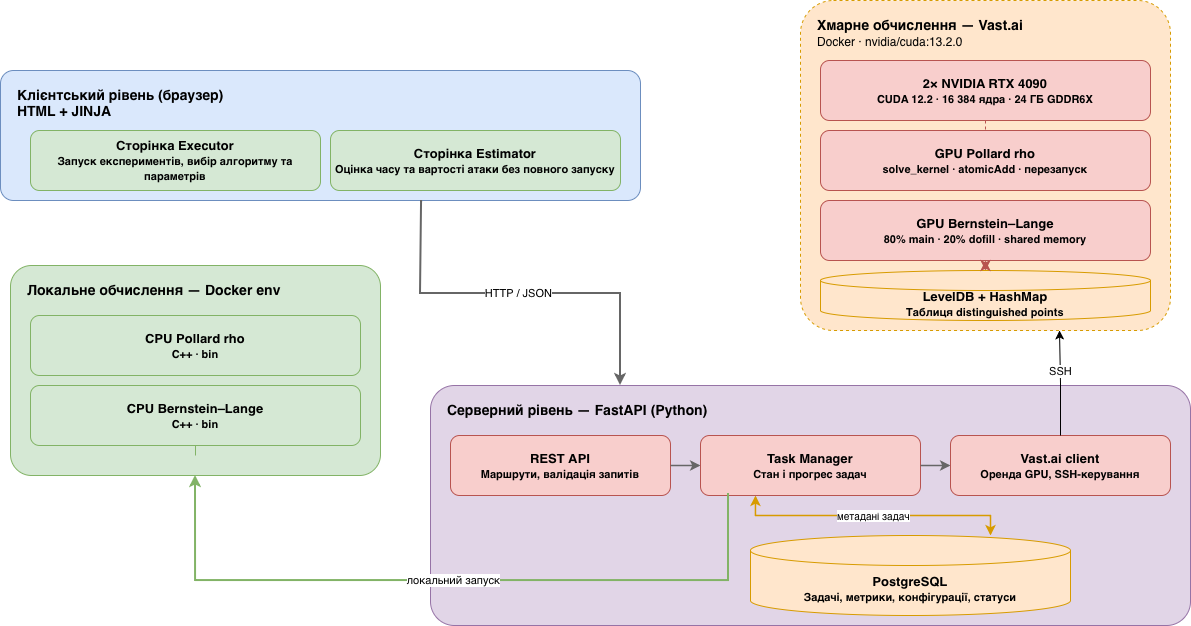 Хмарне обчислення — Vast.ai
Docker · nvidia/cuda:13.2.0
2× NVIDIA RTX 4090
CUDA 12.2 · 16 384 ядра · 24 ГБ GDDR6X
GPU Pollard rho
solve_kernel · atomicAdd · перезапуск
GPU Bernstein–Lange
80% main · 20% dofill · shared memory
LevelDB + HashMap
Таблиця distinguished points
Клієнтський рівень (браузер)
HTML + JINJA
Сторінка Executor
Запуск експериментів, вибір алгоритму та
параметрів
Сторінка Estimator
Оцінка часу та вартості атаки без повного запуску
HTTP / JSON
SSH
Локальне обчислення — Docker env
CPU Pollard rho
C++ · bin
CPU Bernstein–Lange
C++ · bin
Серверний рівень — FastAPI (Python)
REST API
Маршрути, валідація запитів
Task Manager
Стан і прогрес задач
Vast.ai client
Оренда GPU, SSH-керування
метадані задач
локальний запуск
PostgreSQL
Задачі, метрики, конфігурації, статуси